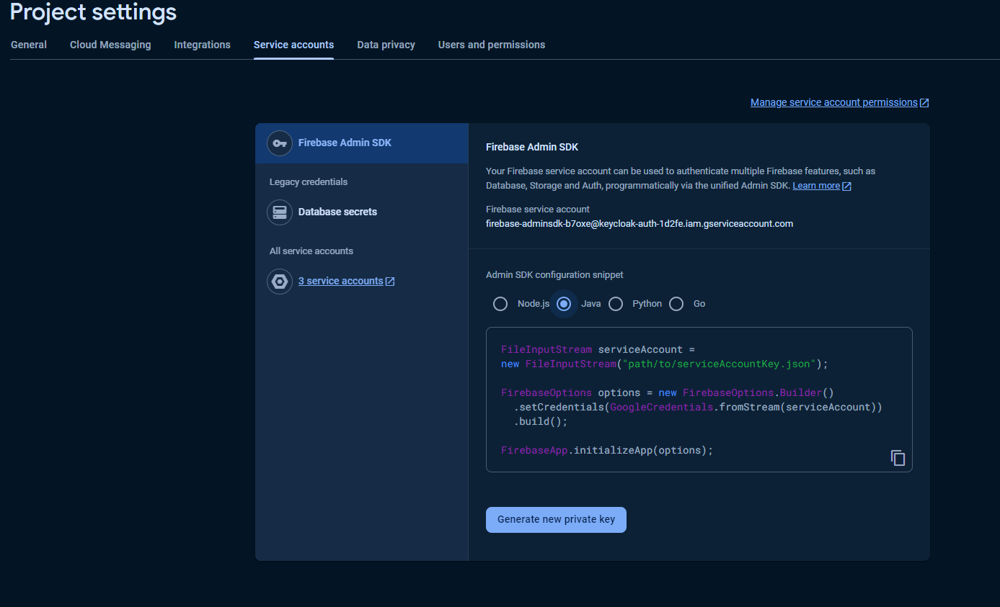 Project settings
General Cloud Messaging Integrations Service accounts Data privacy Users and permissions
Manage service account permissions
Firebase Admin SDK
Legacy credentials
Database secrets
All service accounts
3 service accounts
Firebase Admin SDK
Your Firebase service account can be used to authenticate multiple Firebase features, such as
Database, Storage and Auth, programmatically via the unified Admin SDK. Learn more
Firebase service account
firebase-adminsdk-b7oxe@keycloak-auth-1d2fe.iam.gserviceaccount.com
Admin SDK configuration snippet
Node.js Java Python Go
FileInputStream serviceAccount =
new FileInputStream("path/to/serviceAccountKey.json");
FirebaseOptions options = new FirebaseOptions.Builder()
.setCredentials(GoogleCredentials.fromStream(serviceAccount))
.build();
FirebaseApp.initializeApp(options);
Generate new private key